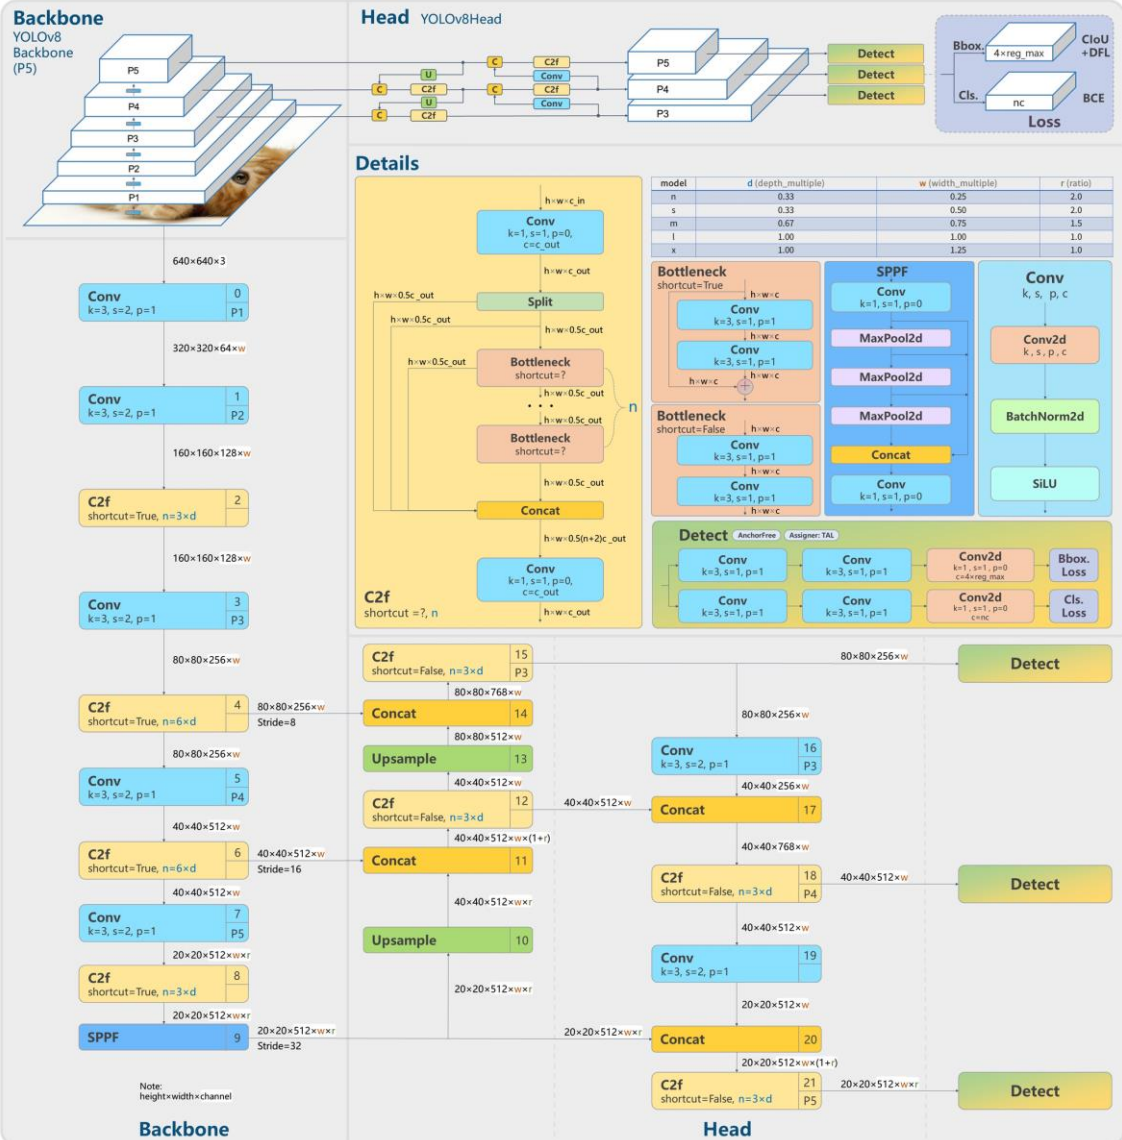 Backbone
YOLOv8
Backbone
(P5)
P5
P4
P3
P2
P1
Head YOLOv8Head
C
U
C
C2f
U
C
C2f
C
C2f
Conv
C
C2f
Conv
P5
P4
P3
Detect
Detect
Detect
Bbox.
4×reg_max
CIoU
+DFL
Cls.
nc
BCE
Loss
Details
h×w×c_in
Conv
k=1, s=1, p=0,
c=c_out
h×w×c_out
Split
h×w×0.5c_out
h×w×0.5c_out
h×w×0.5c_out
h×w×0.5c_out
Bottleneck
shortcut=?
h×w×0.5c_out
. . .
n
h×w×0.5c_out
Bottleneck
shortcut=?
h×w×0.5c_out
Concat
h×w×0.5(n+2)c_out
Conv
k=1, s=1, p=0,
c=c_out
h×w×c_out
C2f
shortcut =?, n
model d (depth_multiple) w (width_multiple) r (ratio)
n 0.33 0.25 2.0
s 0.33 0.50 2.0
m 0.67 0.75 1.5
l 1.00 1.00 1.0
x 1.00 1.25 1.0
Bottleneck
shortcut=True
h×w×c
Conv
k=3, s=1, p=1
h×w×c
Conv
k=3, s=1, p=1
h×w×c
h×w×c
+
Bottleneck
shortcut=False
h×w×c
Conv
k=3, s=1, p=1
h×w×c
Conv
k=3, s=1, p=1
h×w×c
SPPF
Conv
k=1, s=1, p=0
MaxPool2d
MaxPool2d
MaxPool2d
Concat
Conv
k=1, s=1, p=0
Conv
k, s, p, c
Conv2d
k, s, p, c
BatchNorm2d
SiLU
Detect AnchorFree Assigner: TAL
Conv
k=3, s=1, p=1
Conv
k=3, s=1, p=1
Conv2d
k=1, s=1, p=0
c=4×reg_max
Bbox.
Loss
Conv
k=3, s=1, p=1
Conv
k=3, s=1, p=1
Conv2d
k=1, s=1, p=0
c=nc
Cls.
Loss
640×640×3
Conv 0
k=3, s=2, p=1 P1
320×320×64×w
Conv 1
k=3, s=2, p=1 P2
160×160×128×w
C2f 2
shortcut=True, n=3×d
160×160×128×w
Conv 3
k=3, s=2, p=1 P3
80×80×256×w
C2f 4
shortcut=True, n=6×d
80×80×256×w
Stride=8
80×80×256×w
Conv 5
k=3, s=2, p=1 P4
40×40×512×w
C2f 6
shortcut=True, n=6×d
40×40×512×w
Stride=16
40×40×512×w
Conv 7
k=3, s=2, p=1 P5
20×20×512×w×r
C2f 8
shortcut=True, n=3×d
20×20×512×w×r
SPPF 9
20×20×512×w×r
Stride=32
Note:
height×width×channel
Backbone
C2f 15
shortcut=False, n=3×d P3
80×80×768×w
Concat 14
80×80×512×w
Upsample 13
40×40×512×w
C2f 12
shortcut=False, n=3×d
40×40×512×w
40×40×512×w×(1+r)
Concat 11
40×40×512×w×r
Upsample 10
20×20×512×w×r
20×20×512×w×r
80×80×256×w
Detect
80×80×256×w
Conv 16
k=3, s=2, p=1 P3
40×40×256×w
Concat 17
40×40×768×w
C2f 18
shortcut=False, n=3×d P4
40×40×512×w
Detect
40×40×512×w
Conv 19
k=3, s=2, p=1
20×20×512×w
Concat 20
20×20×512×w×(1+r)
C2f 21
shortcut=False, n=3×d P5
20×20×512×w×r
Detect
Head